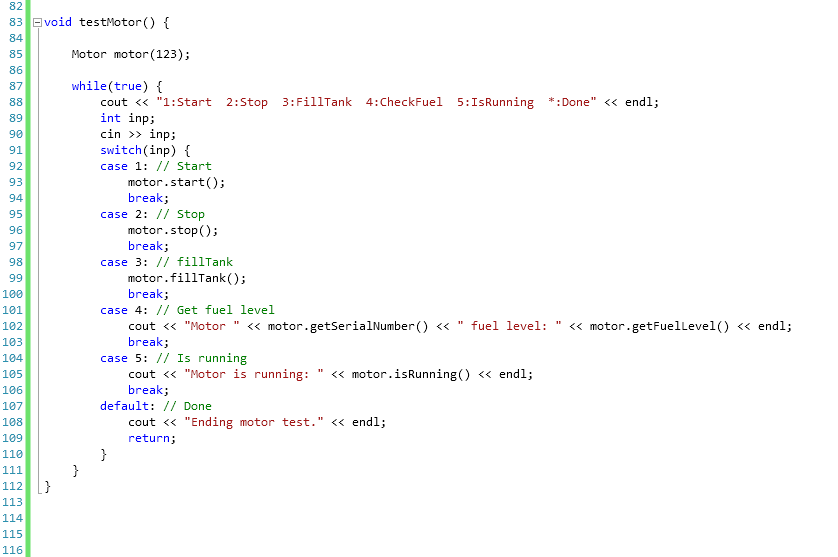 82
83 void testMotor() {
84
85 Motor motor(123);
86
87 while(true) {
88 cout << "1:Start  2:Stop  3:FillTank  4:CheckFuel  5:IsRunning  *:Done" << endl;
89 int inp;
90 cin >> inp;
91 switch(inp) {
92 case 1: // Start
93 motor.start();
94 break;
95 case 2: // Stop
96 motor.stop();
97 break;
98 case 3: // fillTank
99 motor.fillTank();
100 break;
101 case 4: // Get fuel level
102 cout << "Motor " << motor.getSerialNumber() << " fuel level: " << motor.getFuelLevel() << endl;
103 break;
104 case 5: // Is running
105 cout << "Motor is running: " << motor.isRunning() << endl;
106 break;
107 default: // Done
108 cout << "Ending motor test." << endl;
109 return;
110 }
111 }
112 }
113
114
115
116